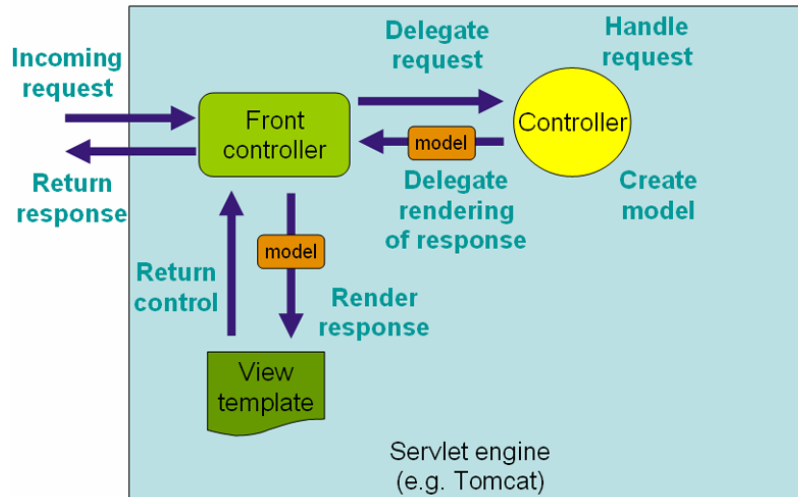 Incoming
request
Delegate
request
Handle
request
Front
controller
model
Controller
Return
response
Delegate
rendering
of response
Create
model
model
Return
control
Render
response
View
template
Servlet engine
(e.g. Tomcat)